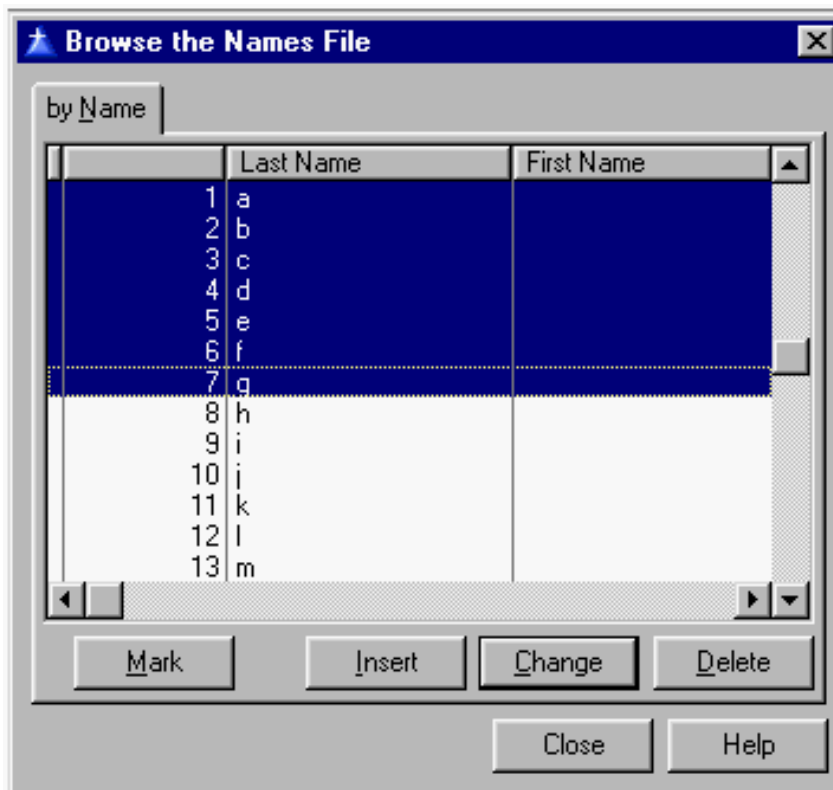 Browse the Names File
by Name
Last Name First Name
1 a
2 b
3 c
4 d
5 e
6 f
7 g
8 h
9 i
10 j
11 k
12 l
13 m
Mark Insert Change Delete
Close Help